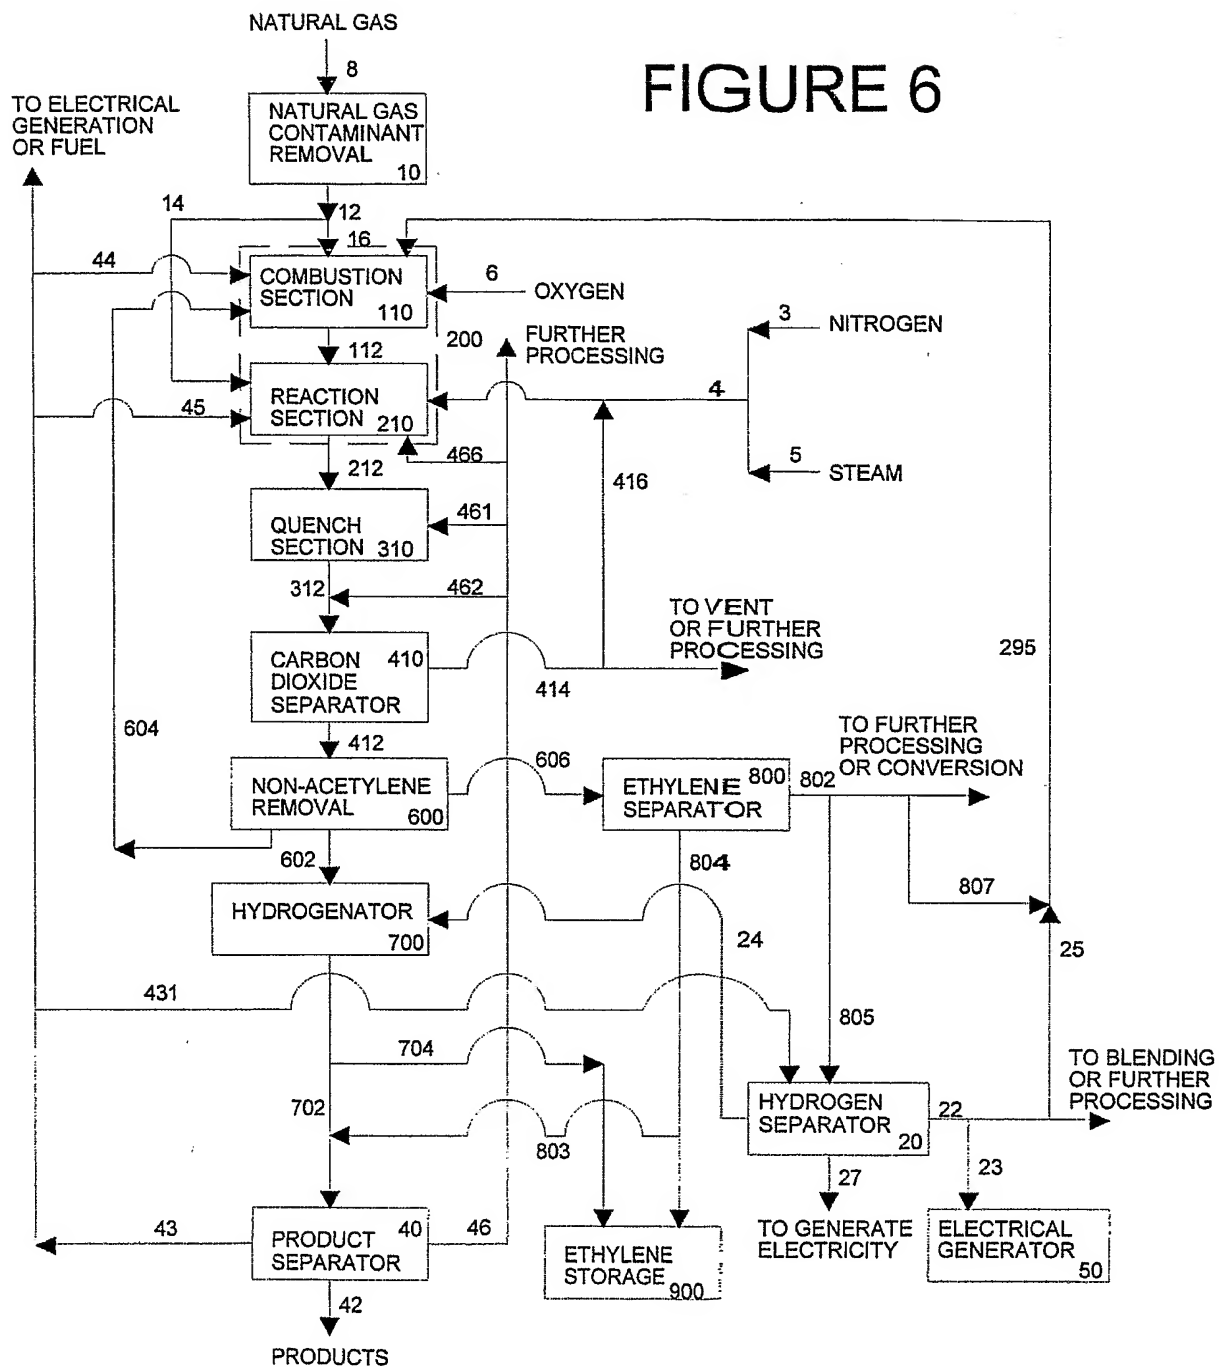 NATURAL GAS
8
FIGURE 6
TO ELECTRICAL
GENERATION
OR FUEL
NATURAL GAS
CONTAMINANT
REMOVAL
10
14
12
16
44
COMBUSTION
SECTION
110
6
OXYGEN
3
NITROGEN
200
FURTHER
PROCESSING
112
REACTION
SECTION
210
4
45
466
5
STEAM
212
416
QUENCH
SECTION
310
461
312
462
TO VENT
OR FURTHER
PROCESSING
295
CARBON
DIOXIDE
SEPARATOR
410
414
604
412
606
TO FURTHER
PROCESSING
OR CONVERSION
NON-ACETYLENE
REMOVAL
600
ETHYLENE
SEPARATOR
800
802
602
804
807
HYDROGENATOR
700
24
25
431
805
704
TO BLENDING
OR FURTHER
PROCESSING
702
803
HYDROGEN
SEPARATOR
20
22
27
23
43
PRODUCT
SEPARATOR
40
46
ETHYLENE
STORAGE
900
TO GENERATE
ELECTRICITY
ELECTRICAL
GENERATOR
50
42
PRODUCTS